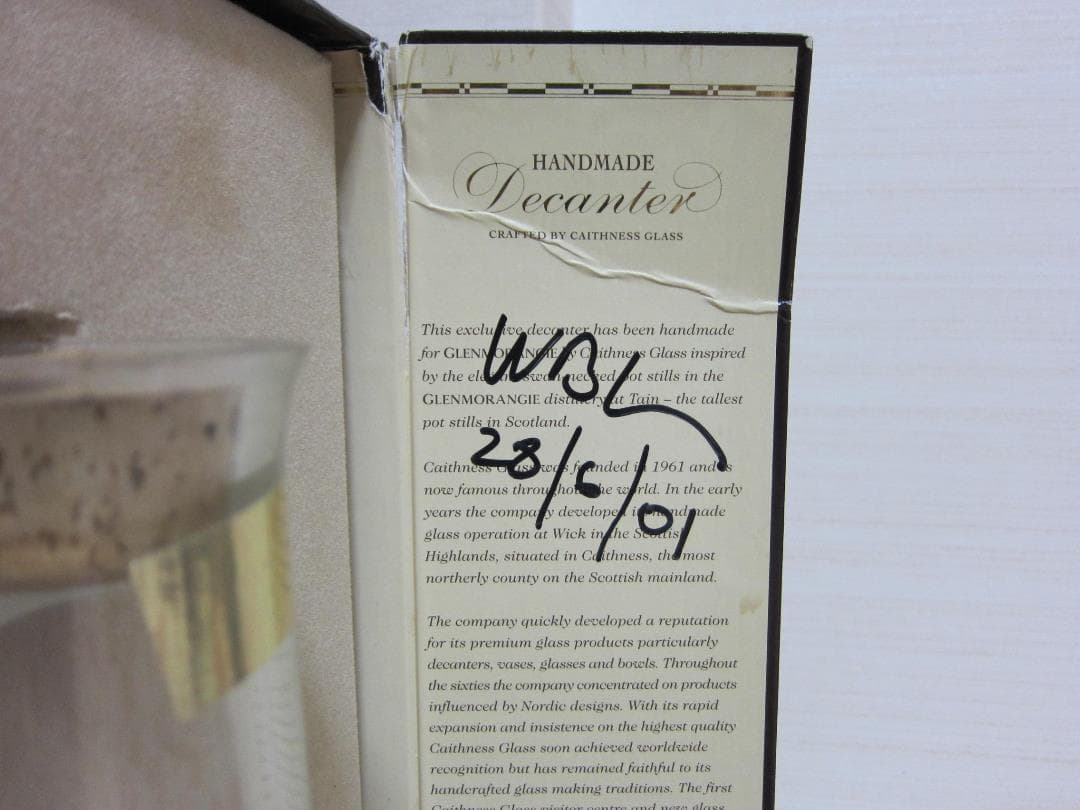 HANDMADE
Decanter
CRAFTED BY CAITHNESS GLASS
This exclusive decanter has been handmade
for GLENMORANGIE by Caithness Glass inspired
by the elegant swan-necked pot stills in the
GLENMORANGIE distillery at Tain – the tallest
pot stills in Scotland.
28/6/01
Caithness Glass was founded in 1961 and is
now famous throughout the world. In the early
years the company developed its handmade
glass operation at Wick in the Scottish
Highlands, situated in Caithness, the most
northerly county on the Scottish mainland.
The company quickly developed a reputation
for its premium glass products particularly
decanters, vases, glasses and bowls. Throughout
the sixties the company concentrated on products
influenced by Nordic designs. With its rapid
expansion and insistence on the highest quality
Caithness Glass soon achieved worldwide
recognition but has remained faithful to its
handcrafted glass making traditions. The first
Caithness Glass visitor centre and new glass